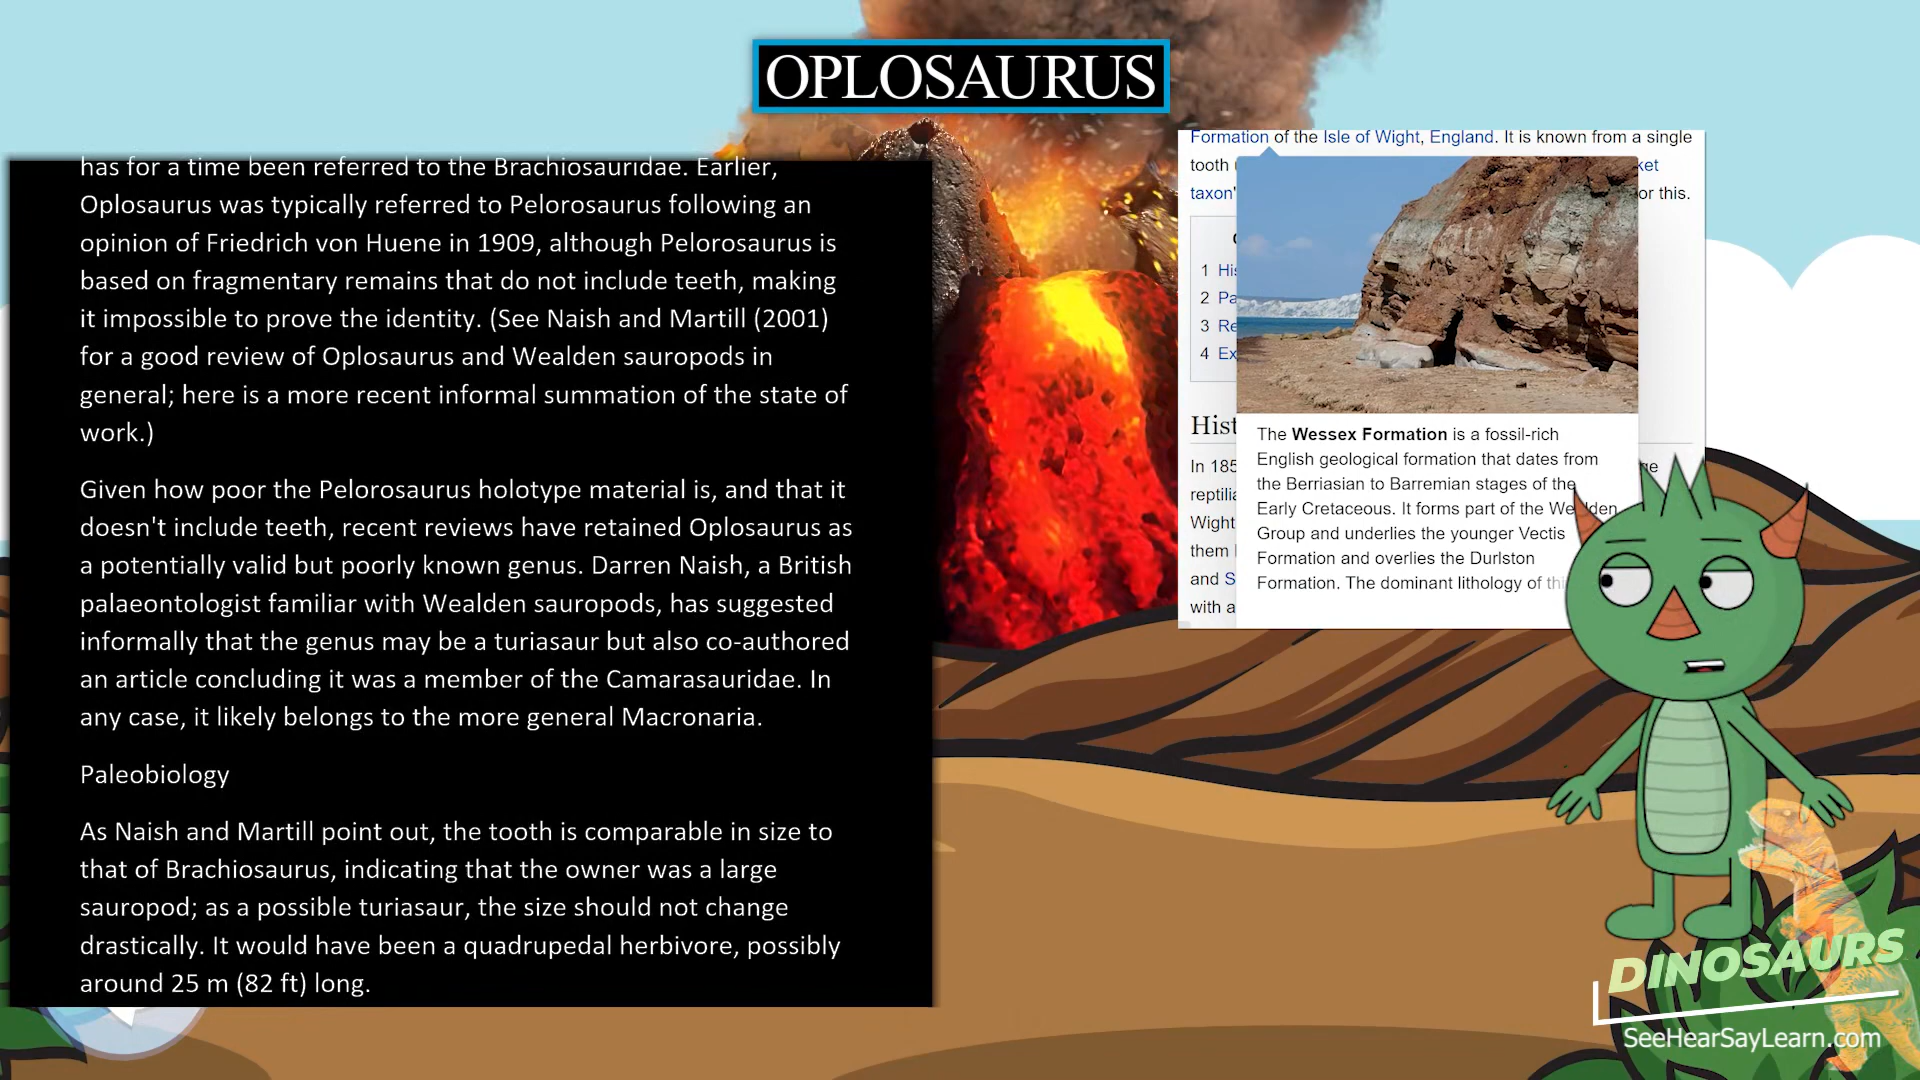 OPLOSAURUS
has for a time been referred to the Brachiosauridae. Earlier,
Oplosaurus was typically referred to Pelorosaurus following an
opinion of Friedrich von Huene in 1909, although Pelorosaurus is
based on fragmentary remains that do not include teeth, making
it impossible to prove the identity. (See Naish and Martill (2001)
for a good review of Oplosaurus and Wealden sauropods in
general; here is a more recent informal summation of the state of
work.)
Given how poor the Pelorosaurus holotype material is, and that it
doesn't include teeth, recent reviews have retained Oplosaurus as
a potentially valid but poorly known genus. Darren Naish, a British
palaeontologist familiar with Wealden sauropods, has suggested
informally that the genus may be a turiasaur but also co-authored
an article concluding it was a member of the Camarasauridae. In
any case, it likely belongs to the more general Macronaria.
Paleobiology
As Naish and Martill point out, the tooth is comparable in size to
that of Brachiosaurus, indicating that the owner was a large
sauropod; as a possible turiasaur, the size should not change
drastically. It would have been a quadrupedal herbivore, possibly
around 25 m (82 ft) long.
Formation of the Isle of Wight, England. It is known from a single
tooth
taxon' or this.
1
2
3
4
In 185
Wight
them
and S
with a
The Wessex Formation is a fossil-rich
English geological formation that dates from
the Berriasian to Barremian stages of the
Early Cretaceous. It forms part of the Wealden
Group and underlies the younger Vectis
Formation and overlies the Durlston
Formation. The dominant lithology of
DINOSAURS
SeeHearSayLearn.com